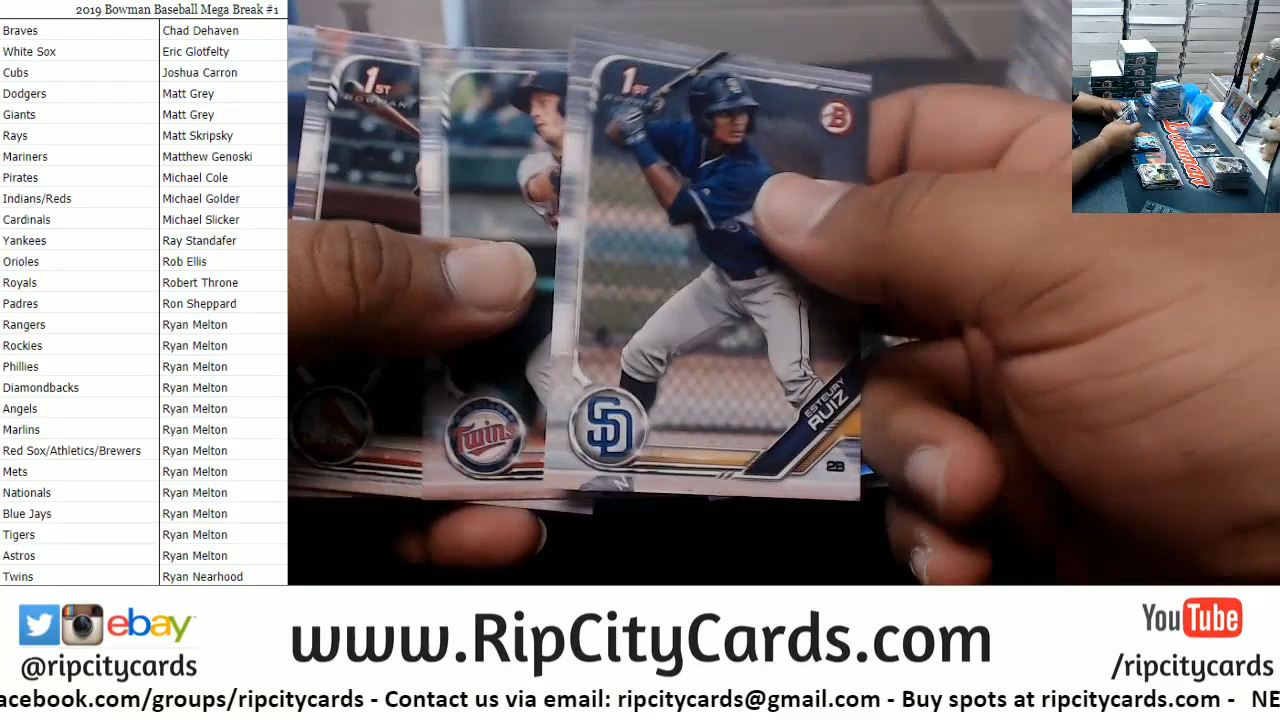 2019 Bowman Baseball Mega Break #1
Braves Chad Dehaven
White Sox Eric Glotfelty
Cubs Joshua Carron
Dodgers Matt Grey
Giants Matt Grey
Rays Matt Skripsky
Mariners Matthew Genoski
Pirates Michael Cole
Indians/Reds Michael Golder
Cardinals Michael Slicker
Yankees Ray Standafer
Orioles Rob Ellis
Royals Robert Throne
Padres Ron Sheppard
Rangers Ryan Melton
Rockies Ryan Melton
Phillies Ryan Melton
Diamondbacks Ryan Melton
Angels Ryan Melton
Marlins Ryan Melton
Red Sox/Athletics/Brewers Ryan Melton
Mets Ryan Melton
Nationals Ryan Melton
Blue Jays Ryan Melton
Tigers Ryan Melton
Astros Ryan Melton
Twins Ryan Nearhood
1ST
BOWMAN
1ST
B
Twins
SD
ESTEURY
RUIZ
2B
Bowman
ebay
@ripcitycards
www.RipCityCards.com
YouTube
/ripcitycards
acebook.com/groups/ripcitycards - Contact us via email: ripcitycards@gmail.com - Buy spots at ripcitycards.com - NE